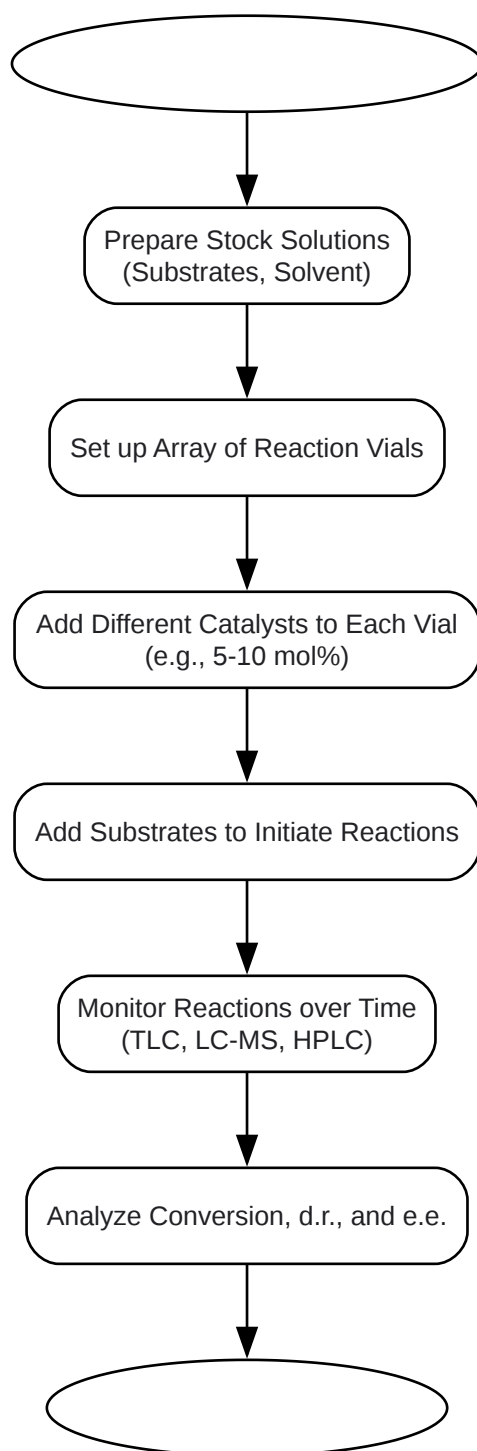 Prepare Stock Solutions
(Substrates, Solvent)
Set up Array of Reaction Vials
Add Different Catalysts to Each Vial
(e.g., 5-10 mol%)
Add Substrates to Initiate Reactions
Monitor Reactions over Time
(TLC, LC-MS, HPLC)
Analyze Conversion, d.r., and e.e.